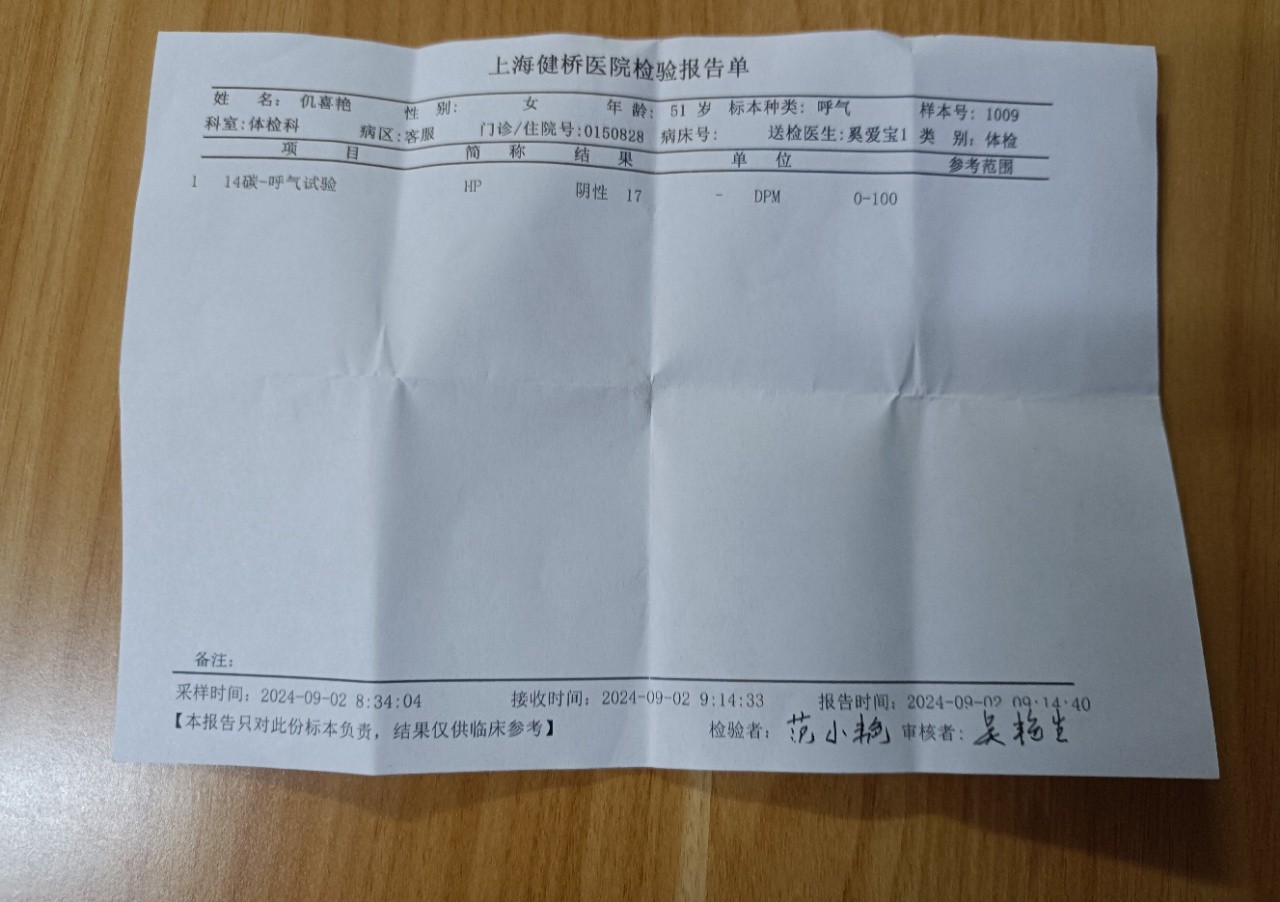 上海健桥医院检验报告单
姓 名: 仉喜艳 性 别: 女 年 龄: 51 岁 标本种类: 呼气 样本号: 1009
科室:体检科 病区:客服 门诊/住院号:0150828 病床号: 送检医生:奚爱宝1 类 别: 体检
项 目 简 称 结 果 单 位 参考范围
1 14碳-呼气试验 HP 阴性 17 - DPM 0-100
备注:
采样时间: 2024-09-02 8:34:04 接收时间: 2024-09-02 9:14:33 报告时间: 2024-09-02 09:14:40
【本报告只对此份标本负责, 结果仅供临床参考】 检验者: 范小艳 审核者: 吴梅生